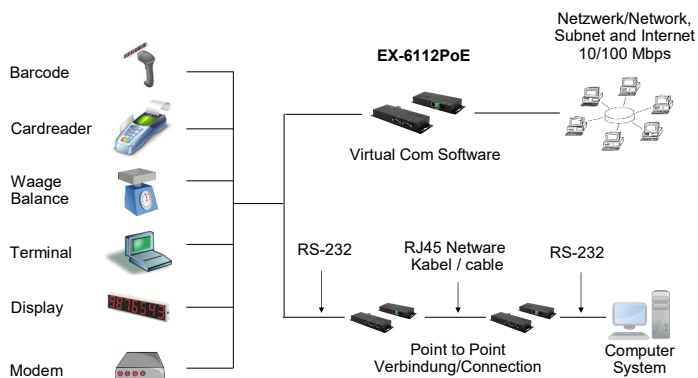 Netzwerk/Network,
Subnet and Internet
10/100 Mbps
EX-6112PoE
Barcode
Cardreader
Virtual Com Software
Waage
Balance
Terminal
RS-232
RJ45 Netware
Kabel / cable
RS-232
Display
9876543
Modem
Point to Point
Verbindung/Connection
Computer
System